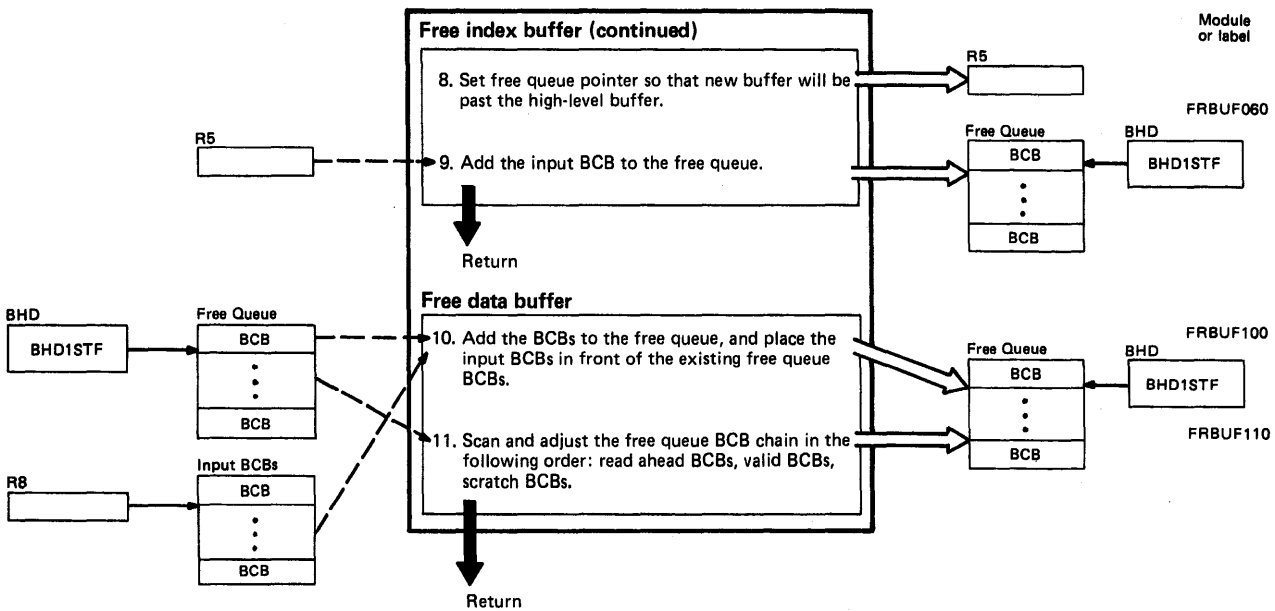 Module
or label
Free index buffer (continued)
8. Set free queue pointer so that new buffer will be
past the high-level buffer.
R5
FRBUF060
R5
9. Add the input BCB to the free queue.
Free Queue
BCB
BCB
BHD
BHD1STF
Return
Free data buffer
BHD
BHD1STF
Free Queue
BCB
BCB
10. Add the BCBs to the free queue, and place the
input BCBs in front of the existing free queue
BCBs.
FRBUF100
Free Queue
BCB
BCB
BHD
BHD1STF
11. Scan and adjust the free queue BCB chain in the
following order: read ahead BCBs, valid BCBs,
scratch BCBs.
FRBUF110
R8
Input BCBs
BCB
BCB
Return